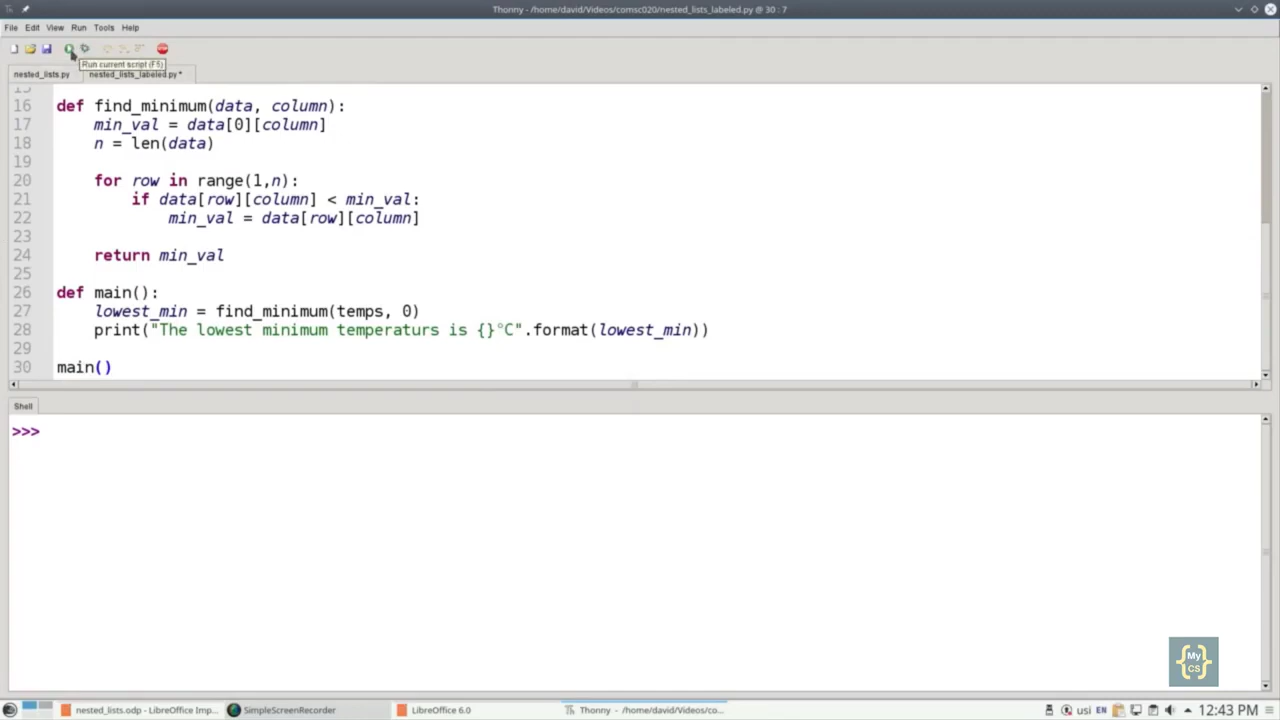 Thonny - /home/david/Videos/comsc020/nested_lists_labeled.py @ 30 : 7
File Edit View Run Tools Help
Run current script (F5)
nested_lists.py nested_lists_labeled.py *
15
16 def find_minimum(data, column):
17 min_val = data[0][column]
18 n = len(data)
19
20 for row in range(1,n):
21 if data[row][column] < min_val:
22 min_val = data[row][column]
23
24 return min_val
25
26 def main():
27 lowest_min = find_minimum(temps, 0)
28 print("The lowest minimum temperaturs is {}°C".format(lowest_min))
29
30 main()
Shell
>>>
{My CS}
nested_lists.odp - LibreOffice Imp... SimpleScreenRecorder LibreOffice 6.0 Thonny - /home/david/Videos/co... usi EN 12:43 PM